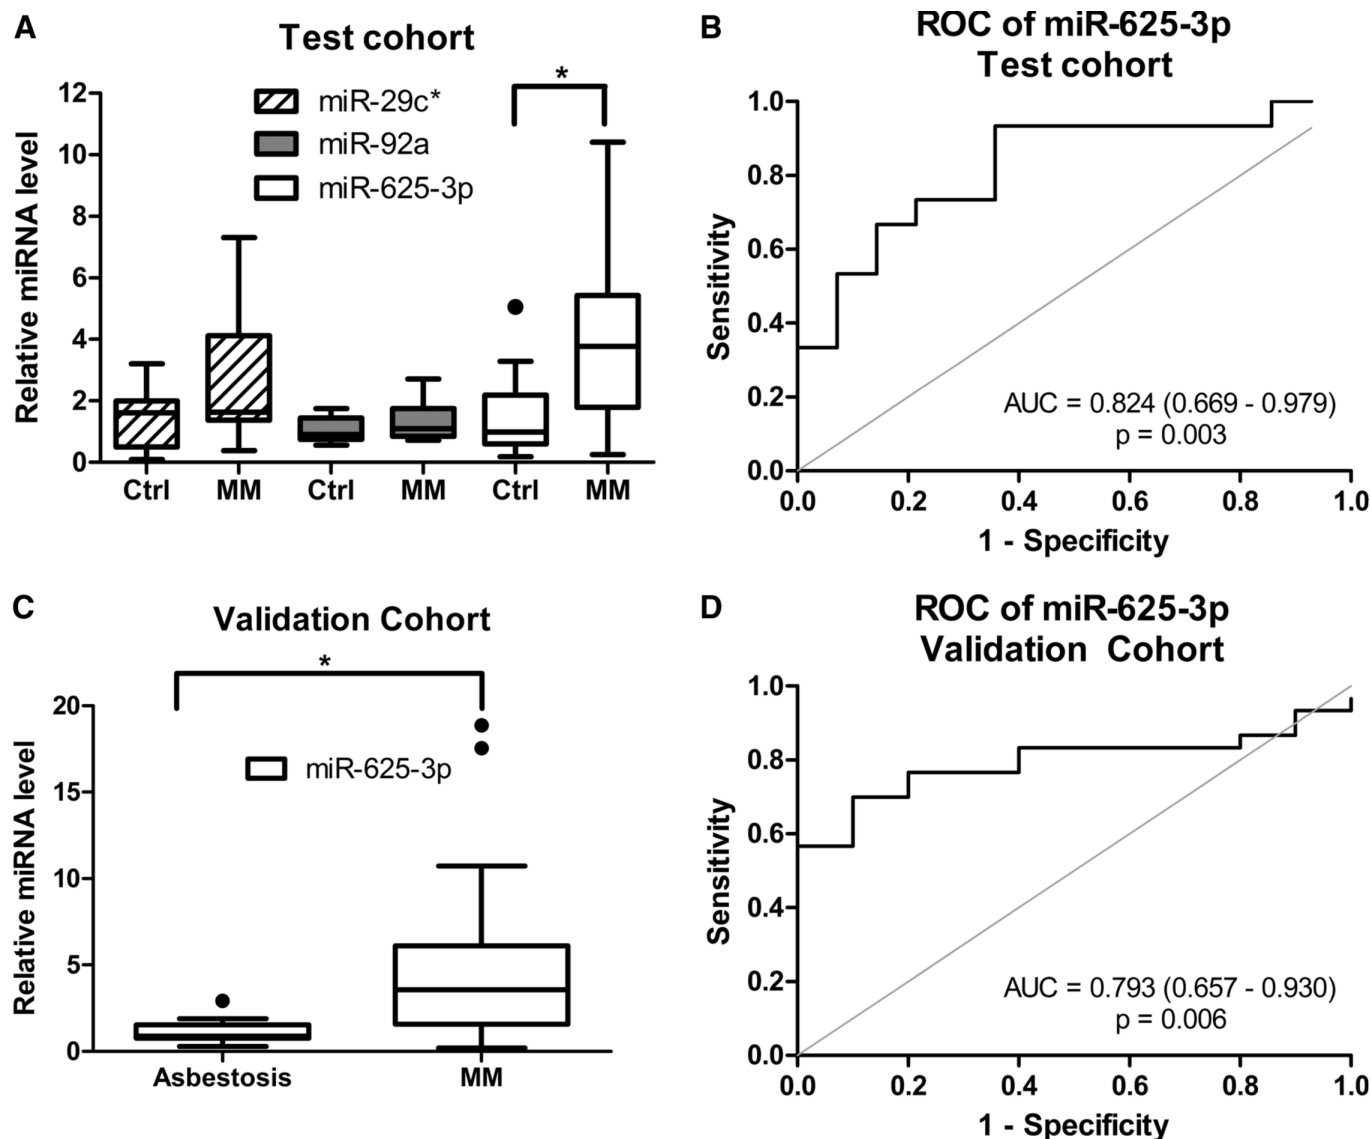 A
Test cohort
Relative miRNA level
12
10
8
6
4
2
0
miR-29c*
miR-92a
miR-625-3p
*
Ctrl MM Ctrl MM Ctrl MM
B
ROC of miR-625-3p
Test cohort
Sensitivity
1.0
0.8
0.6
0.4
0.2
0.0
AUC = 0.824 (0.669 - 0.979)
p = 0.003
0.0 0.2 0.4 0.6 0.8 1.0
1 - Specificity
C
Validation Cohort
*
Relative miRNA level
20
15
10
5
0
miR-625-3p
Asbestosis MM
D
ROC of miR-625-3p
Validation Cohort
Sensitivity
1.0
0.8
0.6
0.4
0.2
0.0
AUC = 0.793 (0.657 - 0.930)
p = 0.006
0.0 0.2 0.4 0.6 0.8 1.0
1 - Specificity